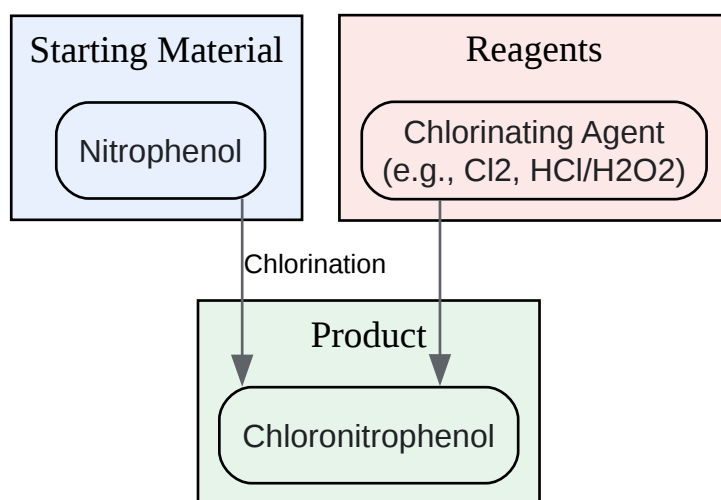 Starting Material
Reagents
Nitrophenol
Chlorinating Agent
(e.g., Cl2, HCl/H2O2)
Chlorination
Product
Chloronitrophenol